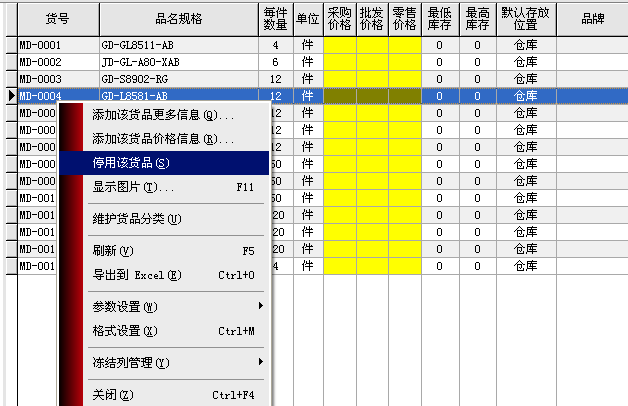 货号 品名规格 每件数量 单位 采购价格 批发价格 零售价格 最低库存 最高库存 默认存放位置 品牌
MD-0001 GD-GL8511-AB 4 件 0 0 仓库
MD-0002 JD-GL-A80-XAB 6 件 0 0 仓库
MD-0003 GD-S8902-RG 12 件 0 0 仓库
MD-0004 GD-L8581-AB 12 件 0 0 仓库
MD-000 12 件 0 0 仓库
MD-000 12 件 0 0 仓库
MD-000 12 件 0 0 仓库
MD-000 50 件 0 0 仓库
MD-000 50 件 0 0 仓库
MD-001 50 件 0 0 仓库
MD-001 20 件 0 0 仓库
MD-001 20 件 0 0 仓库
MD-001 20 件 0 0 仓库
MD-001 4 件 0 0 仓库
添加该货品更多信息(Q)...
添加该货品价格信息(R)...
停用该货品(S)
显示图片(T)... F11
维护货品分类(U)
刷新(V) F5
导出到 Excel(E) Ctrl+O
参数设置(W)
格式设置(X) Ctrl+M
冻结列管理(Y)
关闭(Z) Ctrl+F4